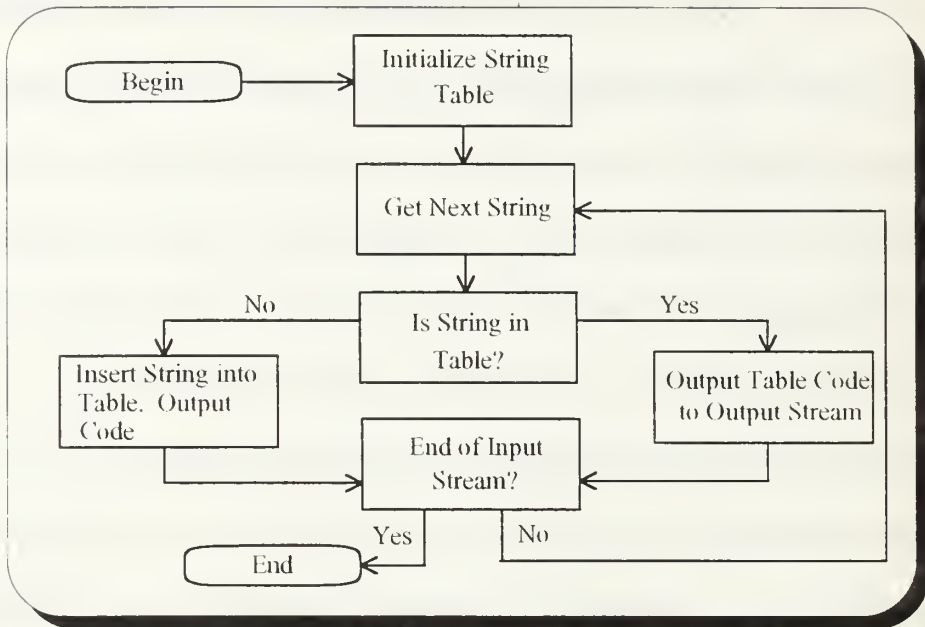 Begin
Initialize String
Table
Get Next String
No
Is String in
Table?
Yes
Insert String into
Table. Output
Code
Output Table Code
to Output Stream
End of Input
Stream?
Yes
No
End